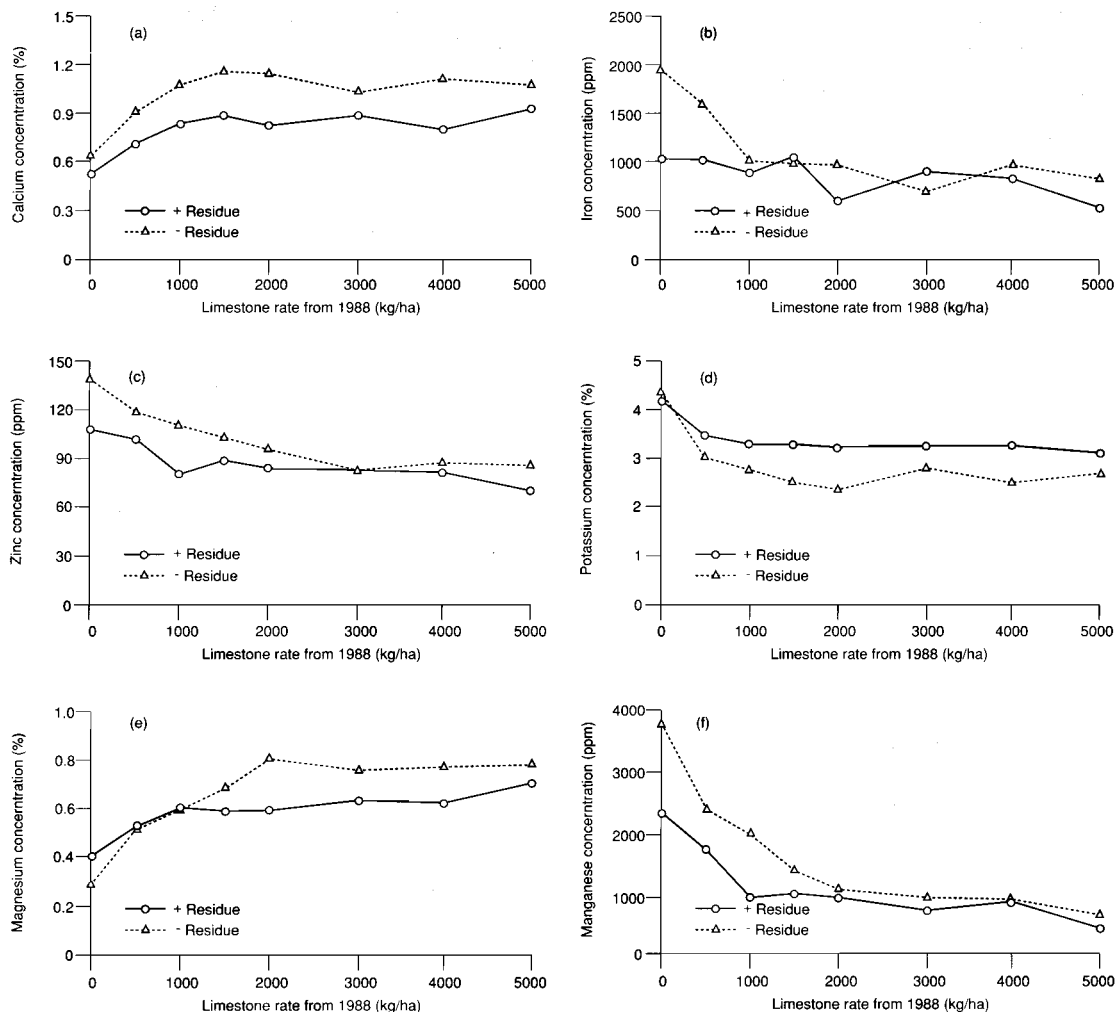 (a)
Calcium concerntration (%)
1.5
1.2
0.9
0.6
0.3
0
+ Residue
- Residue
0 1000 2000 3000 4000 5000
Limestone rate from 1988 (kg/ha)
(b)
Iron concerntration (ppm)
2500
2000
1500
1000
500
0
+ Residue
- Residue
0 1000 2000 3000 4000 5000
Limestone rate from 1988 (kg/ha)
(c)
Zinc concerntration (ppm)
150
120
90
60
30
0
+ Residue
- Residue
0 1000 2000 3000 4000 5000
Limestone rate from 1988 (kg/ha)
(d)
Potassium concerntration (%)
5
4
3
2
1
0
+ Residue
- Residue
0 1000 2000 3000 4000 5000
Limestone rate from 1988 (kg/ha)
(e)
Magnesium concerntration (%)
1.0
0.8
0.6
0.4
0.2
0
+ Residue
- Residue
0 1000 2000 3000 4000 5000
Limestone rate from 1988 (kg/ha)
(f)
Manganese concerntration (ppm)
4000
3000
2000
1000
0
+ Residue
- Residue
0 1000 2000 3000 4000 5000
Limestone rate from 1988 (kg/ha)